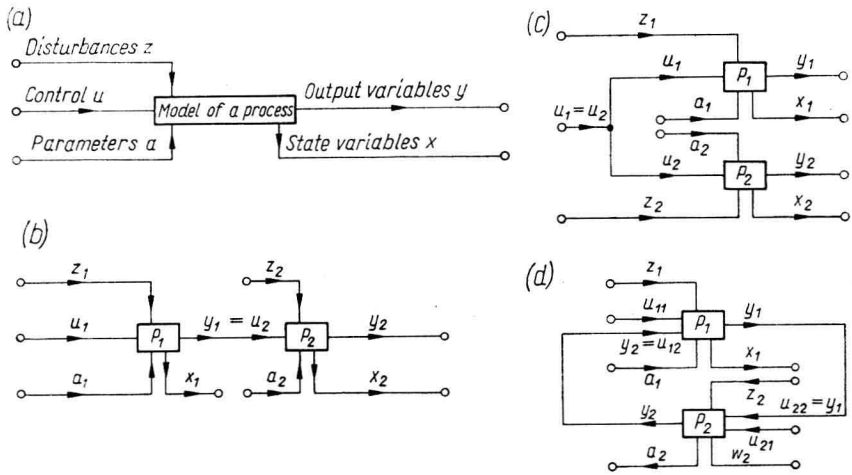 (a)
Disturbances z
Control u
Parameters a
Model of a process
Output variables y
State variables x
(b)
z1
u1
a1
P1
x1
y1 = u2
z2
a2
P2
y2
x2
(c)
z1
u1 = u2
u1
a1
a2
u2
z2
P1
y1
x1
P2
y2
x2
(d)
z1
u11
y2 = u12
a1
P1
y1
x1
z2
u22 = y1
y2
P2
u21
a2
w2